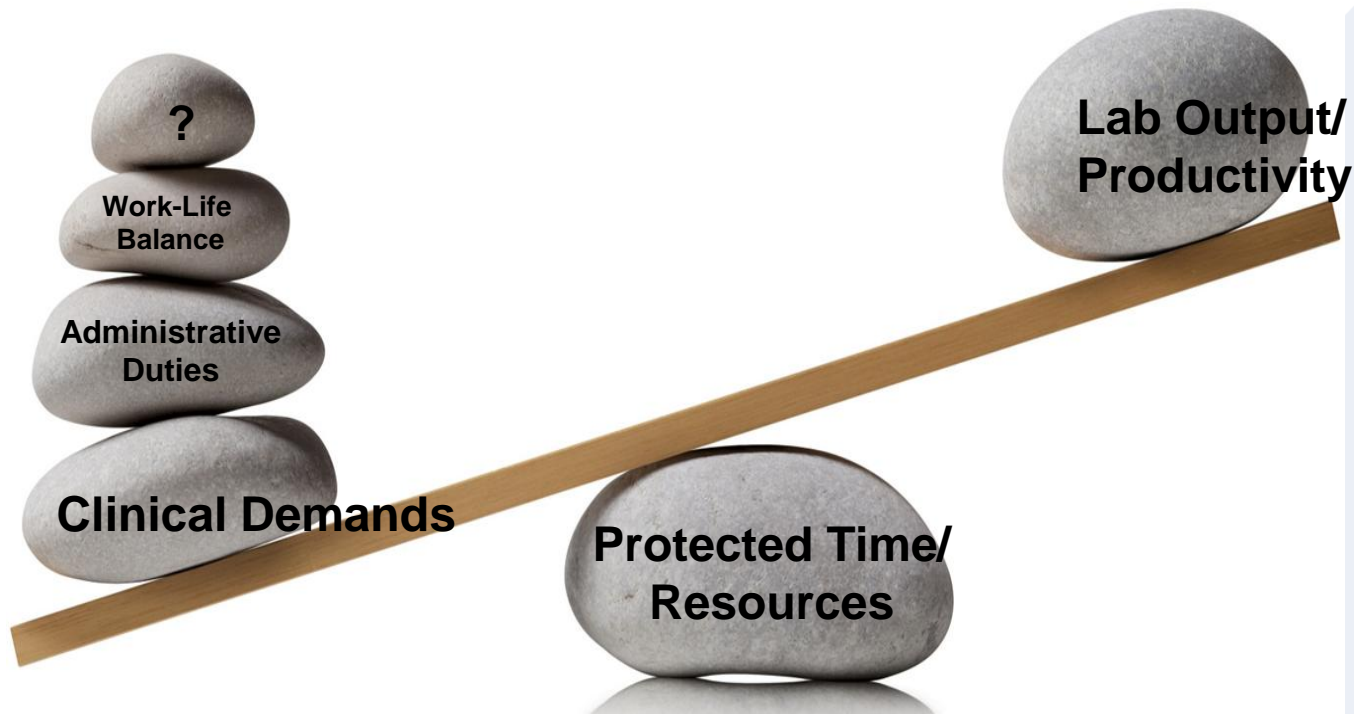 ?
Work-Life
Balance
Administrative
Duties
Clinical Demands
Lab Output/
Productivity
Protected Time/
Resources